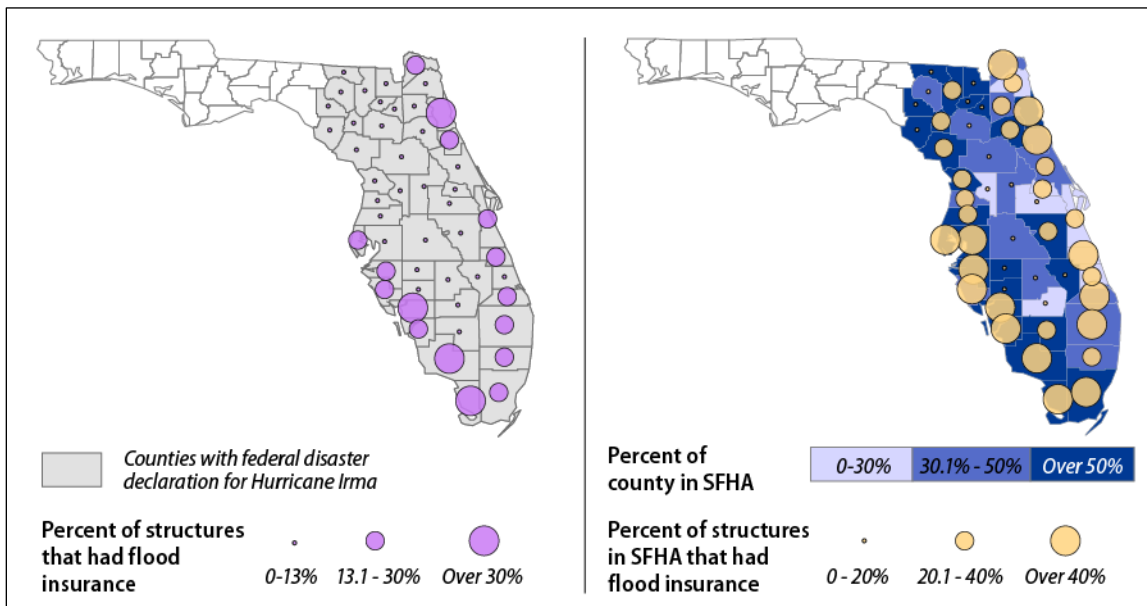 Counties with federal disaster
declaration for Hurricane Irma
Percent of structures
that had flood
insurance
0-13%
13.1 - 30%
Over 30%
Percent of
county in SFHA
0-30%
30.1% - 50%
Over 50%
Percent of structures
in SFHA that had
flood insurance
0 - 20%
20.1 - 40%
Over 40%